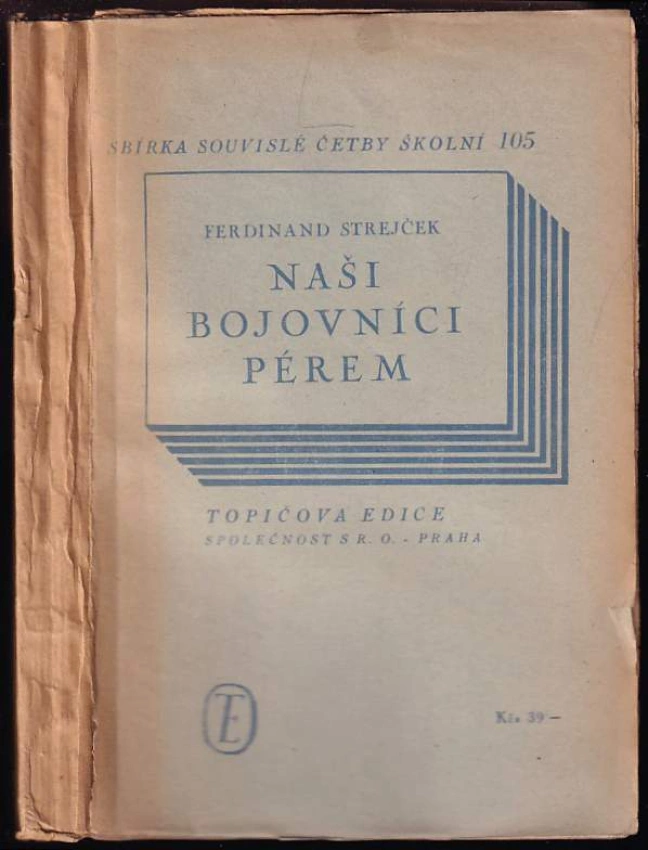 SBÍRKA SOUVISLÉ ČETBY ŠKOLNÍ 105
FERDINAND STREJČEK
NAŠI
BOJOVNÍCI
PÉREM
TOPIČOVA EDICE
SPOLEČNOST S R. O. - PRAHA
TE
Kčs 39 —